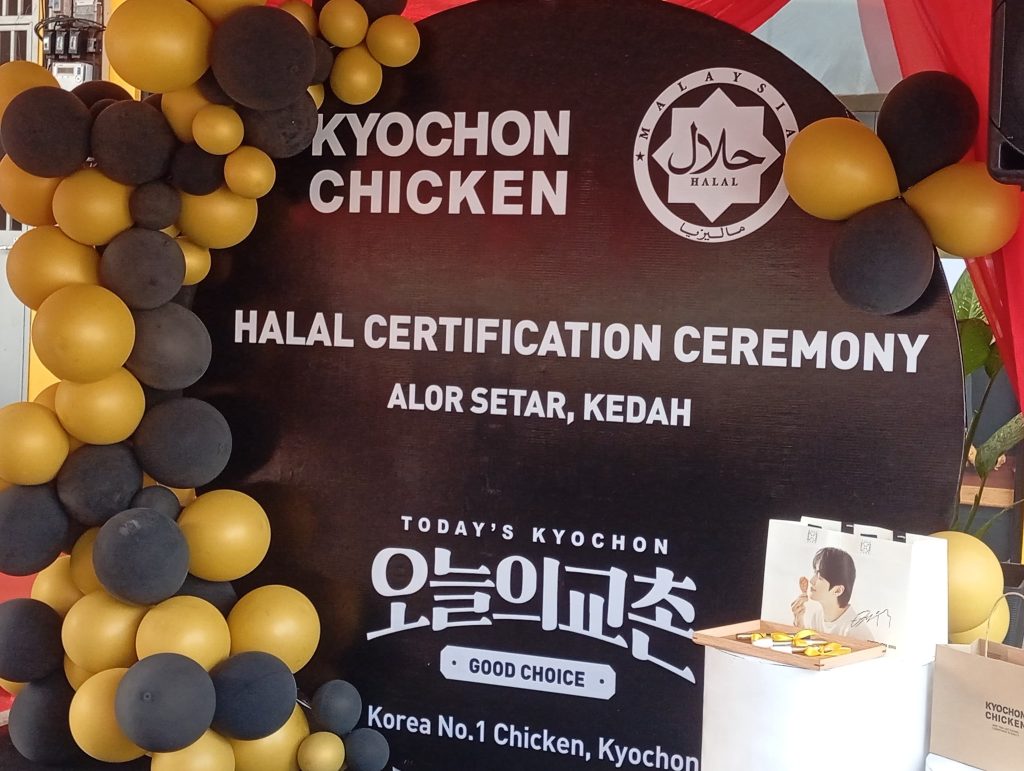 KYOCHON
CHICKEN
MALAYSIA
حلال
HALAL
ماليزيا
HALAL CERTIFICATION CEREMONY
ALOR SETAR, KEDAH
TODAY'S KYOCHON
오늘의교촌
GOOD CHOICE
Korea No.1 Chicken, Kyochon
KYOCHON
CHICKEN